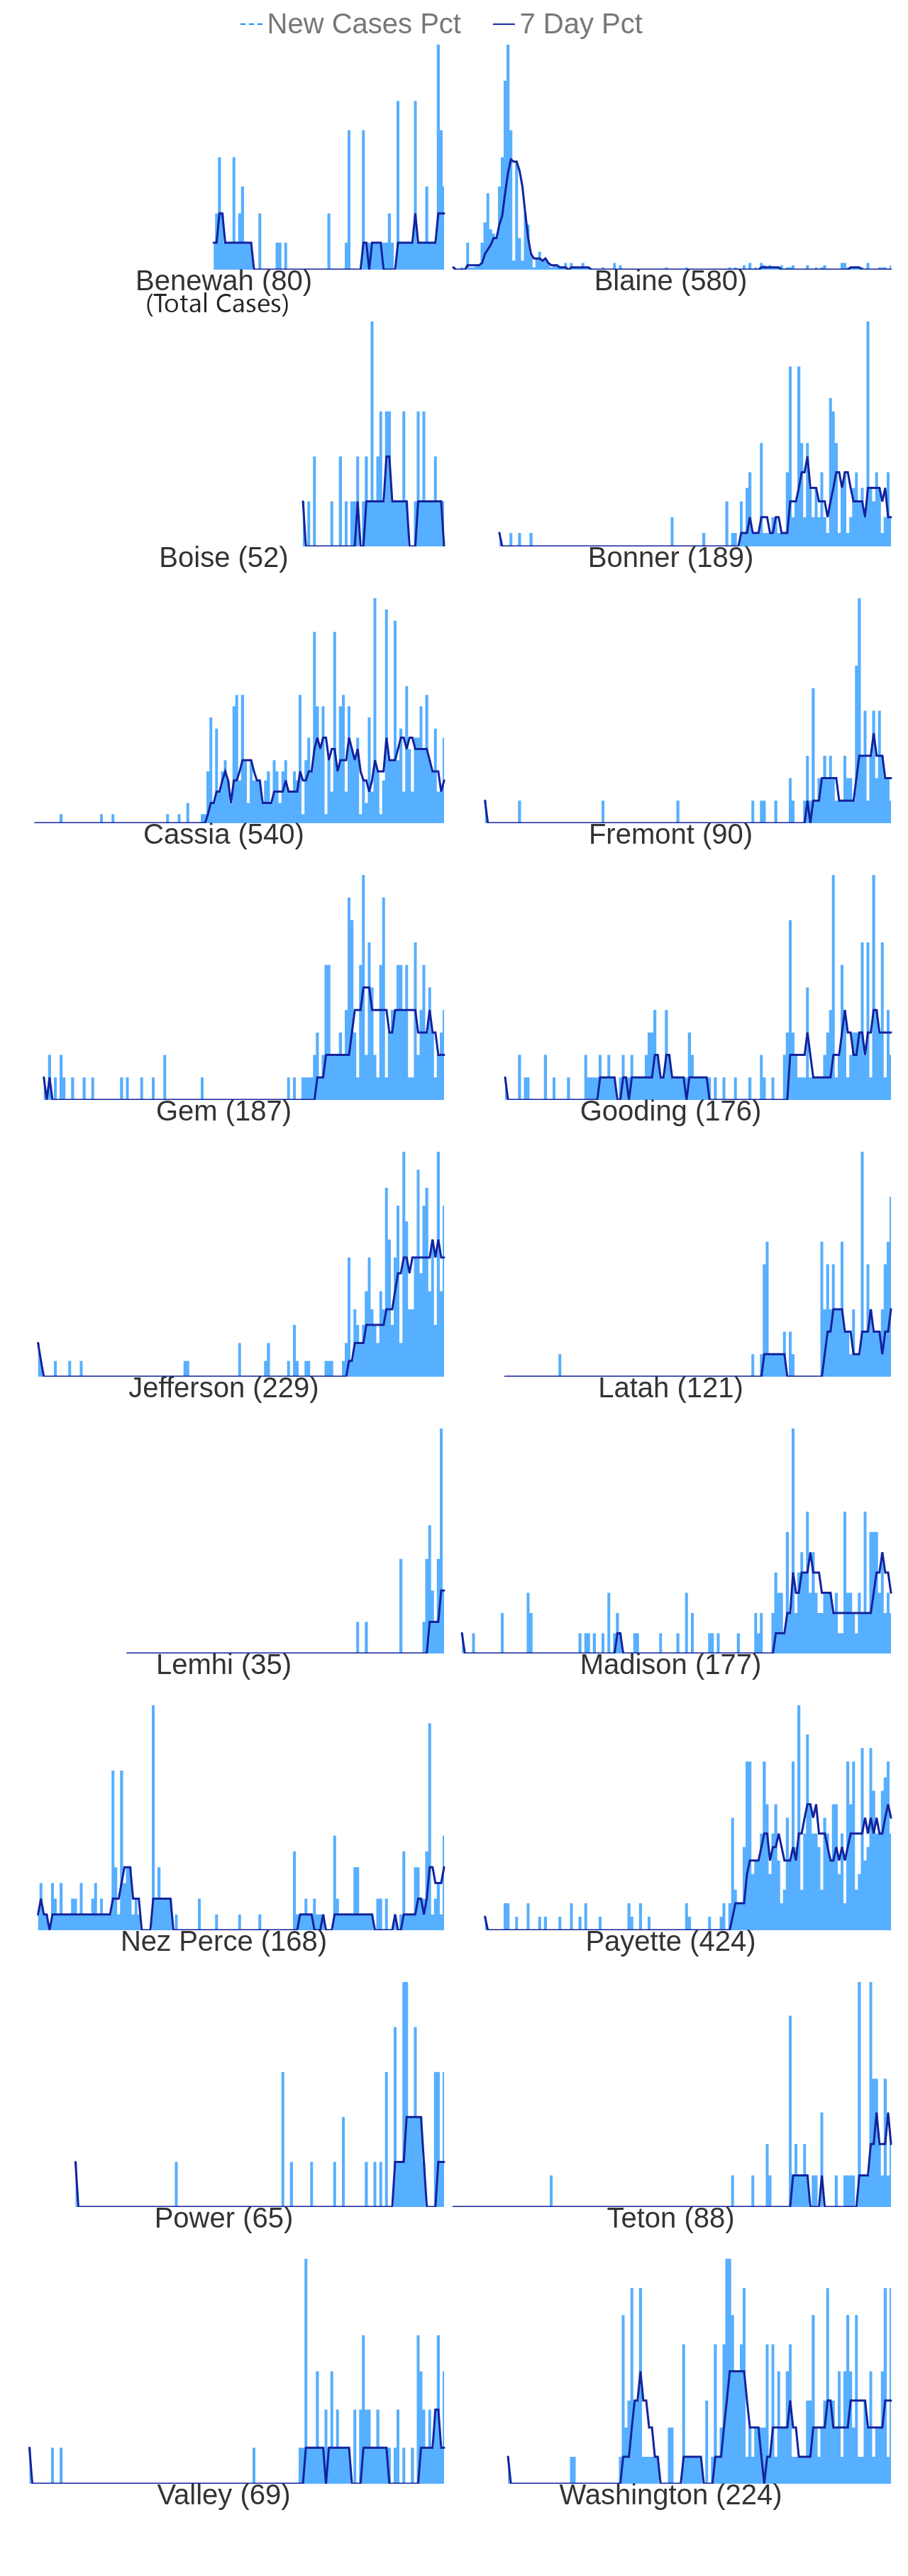 New Cases Pct 7 Day Pct
Benewah (80) Blaine (580)
(Total Cases)
Boise (52) Bonner (189)
Cassia (540) Fremont (90)
Gem (187) Gooding (176)
Jefferson (229) Latah (121)
Lemhi (35) Madison (177)
Nez Perce (168) Payette (424)
Power (65) Teton (88)
Valley (69) Washington (224)